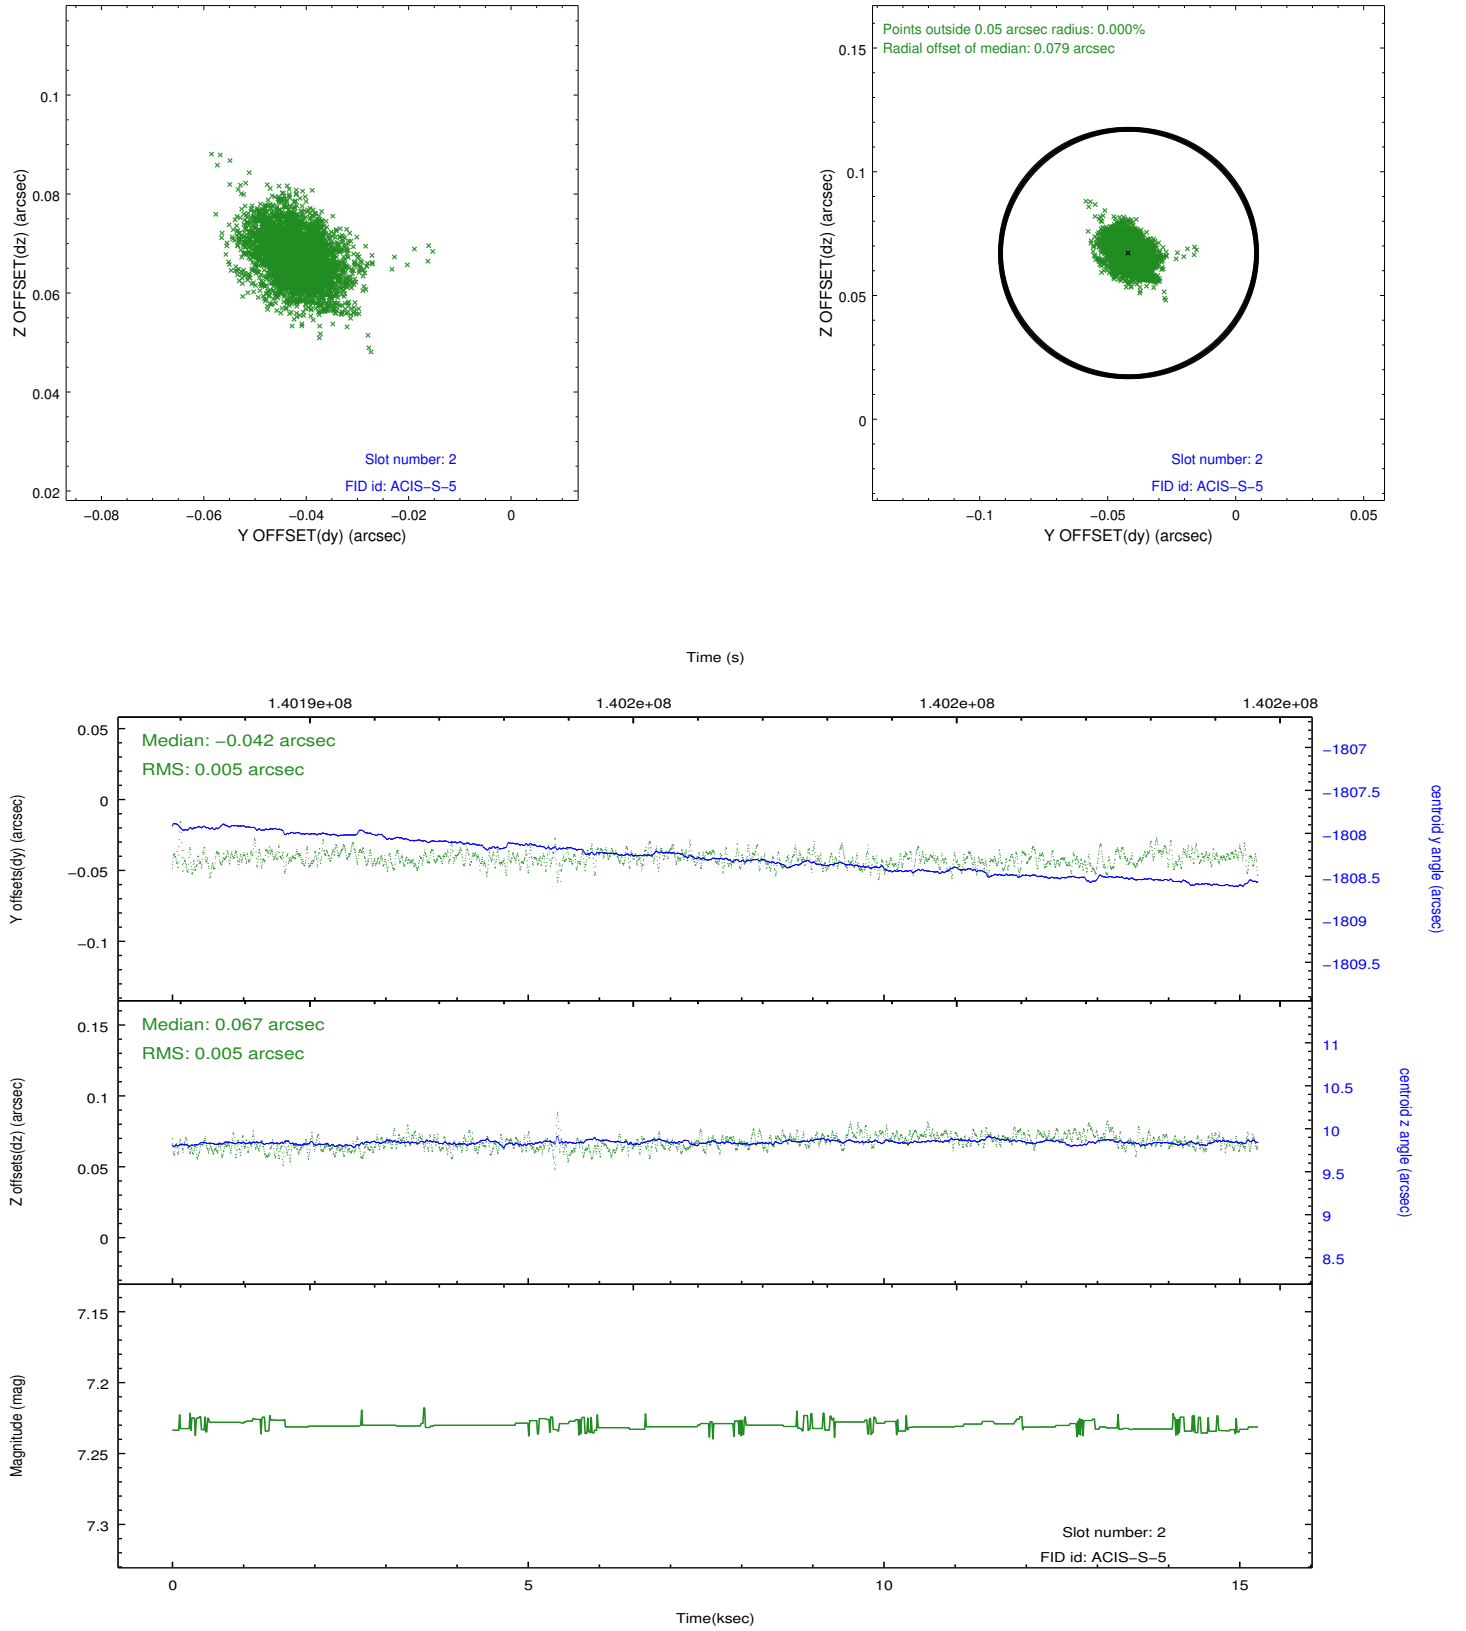 0.1
0.08
0.06
0.04
0.02
Z OFFSET(dz) (arcsec)
Slot number: 2
FID id: ACIS−S−5
−0.08
−0.06
−0.04
−0.02
0
Y OFFSET(dy) (arcsec)
Points outside 0.05 arcsec radius: 0.000%
Radial offset of median: 0.079 arcsec
0.15
0.1
0.05
0
Z OFFSET(dz) (arcsec)
Slot number: 2
FID id: ACIS−S−5
−0.1
−0.05
0
0.05
Y OFFSET(dy) (arcsec)
Time (s)
1.4019e+08
1.402e+08
1.402e+08
1.402e+08
Median: −0.042 arcsec
RMS: 0.005 arcsec
0.05
0
−0.05
−0.1
Y offsets(dy) (arcsec)
−1807
−1807.5
−1808
−1808.5
−1809
−1809.5
centroid y angle (arcsec)
Median: 0.067 arcsec
RMS: 0.005 arcsec
0.15
0.1
0.05
0
Z offsets(dz) (arcsec)
11
10.5
10
9.5
9
8.5
centroid z angle (arcsec)
7.15
7.2
7.25
7.3
Magnitude (mag)
Slot number: 2
FID id: ACIS−S−5
0
5
10
15
Time(ksec)